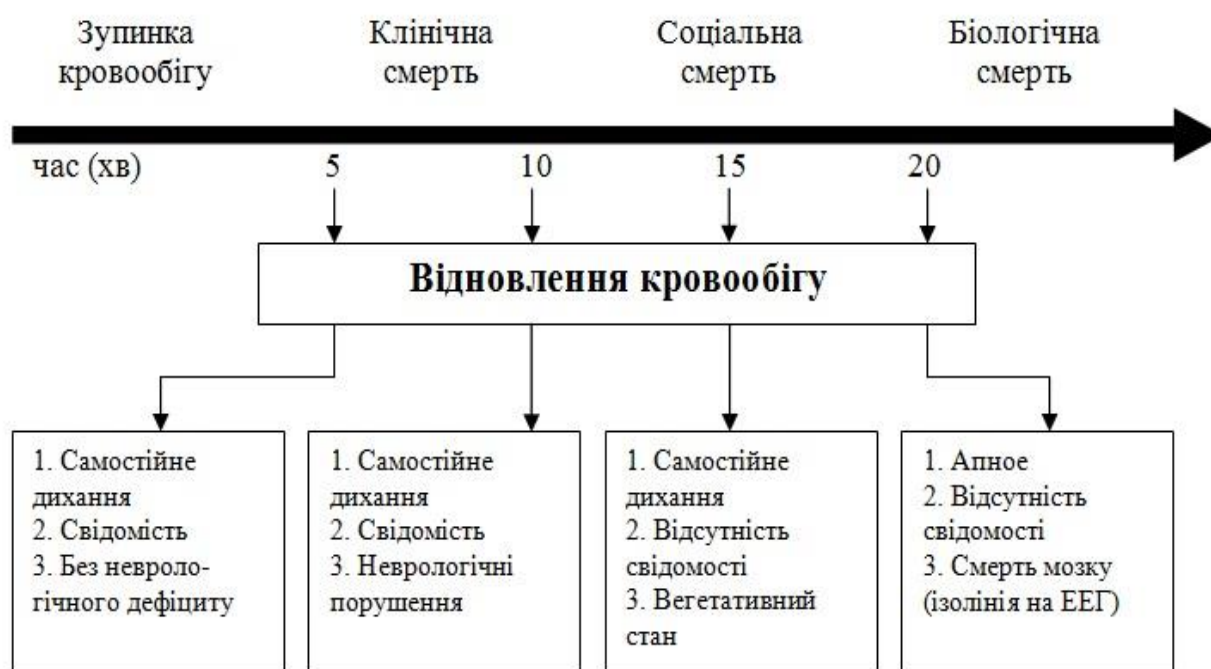 Зупинка
кровообігу
Клінічна
смерть
Соціальна
смерть
Біологічна
смерть
час (хв)
5
10
15
20
Відновлення кровообігу
1. Самостійне
дихання
2. Свідомість
3. Без невроло-
гічного дефіциту
1. Самостійне
дихання
2. Свідомість
3. Неврологічні
порушення
1. Самостійне
дихання
2. Відсутність
свідомості
3. Вегетативний
стан
1. Апное
2. Відсутність
свідомості
3. Смерть мозку
(ізолінія на ЕЕГ)